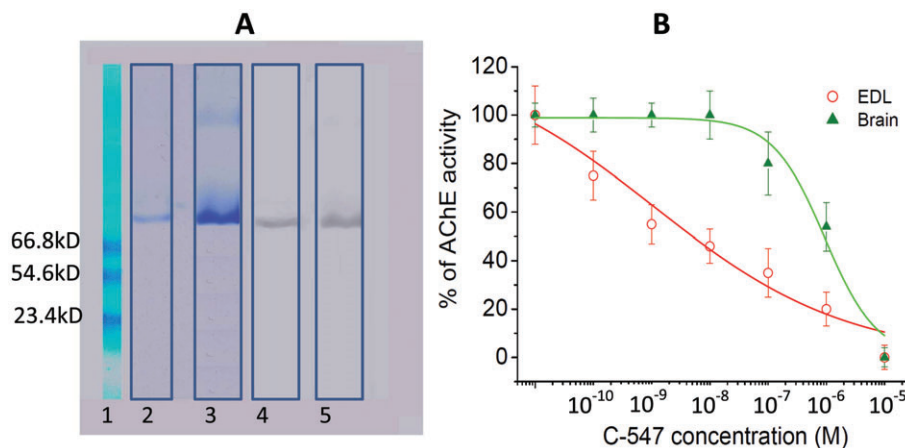 A
66.8kD
54.6kD
23.4kD
1 2 3 4 5
B
% of AChE activity
120
100
80
60
40
20
0
EDL
Brain
10⁻¹⁰ 10⁻⁹ 10⁻⁸ 10⁻⁷ 10⁻⁶ 10⁻⁵
C-547 concentration (M)